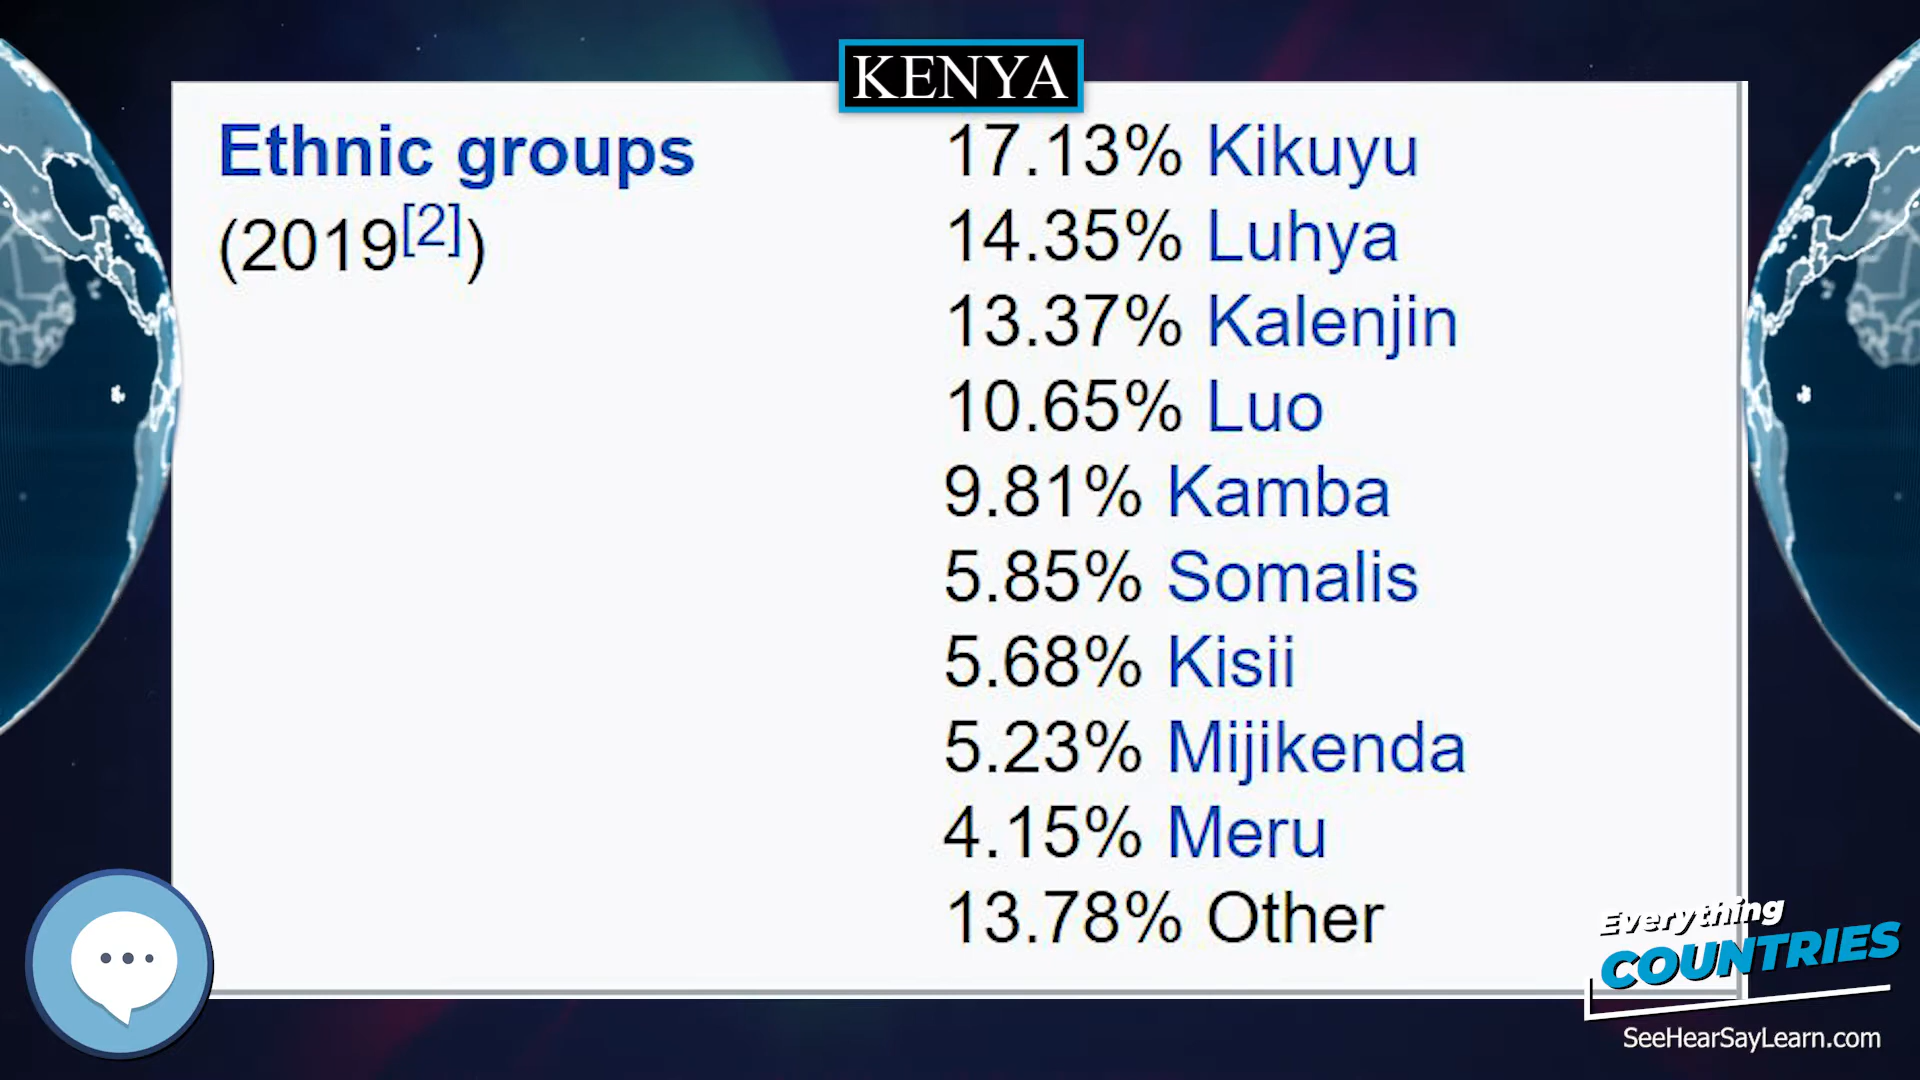 KENYA
Ethnic groups
(2019[2])
17.13% Kikuyu
14.35% Luhya
13.37% Kalenjin
10.65% Luo
9.81% Kamba
5.85% Somalis
5.68% Kisii
5.23% Mijikenda
4.15% Meru
13.78% Other
Everything
COUNTRIES
SeeHearSayLearn.com